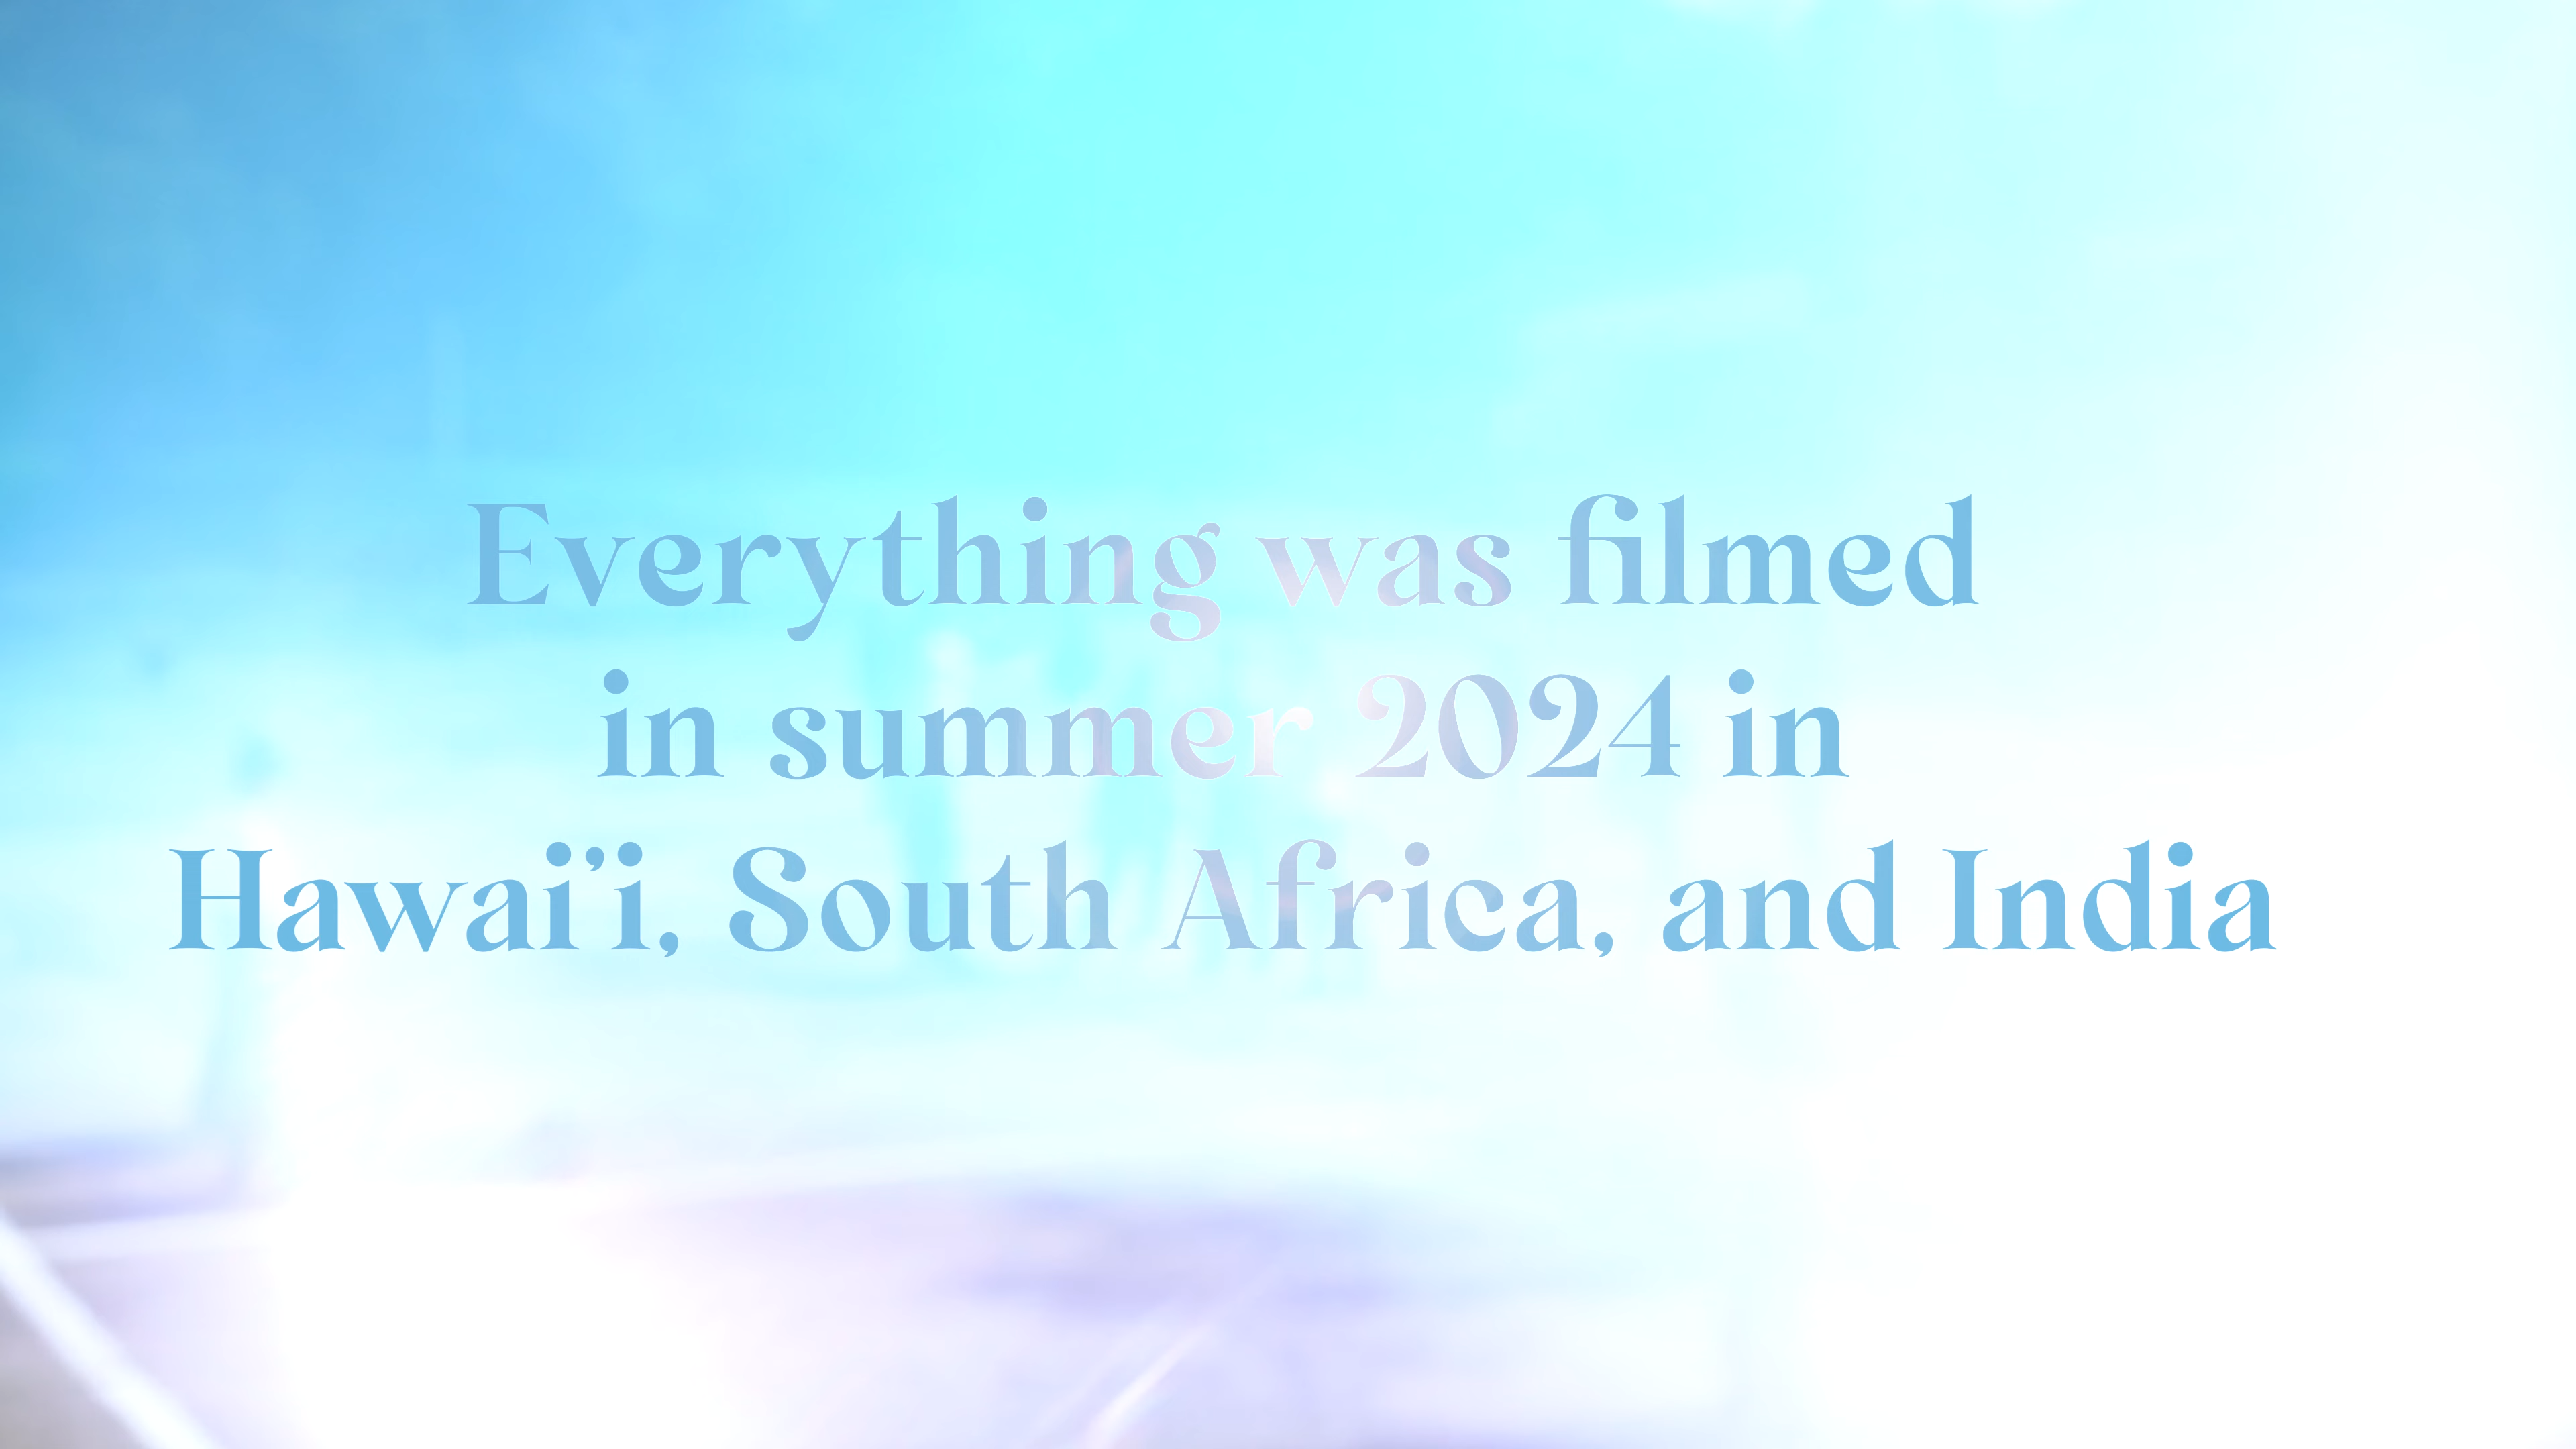 Everything was filmed
in summer 2024 in
Hawai’i, South Africa, and India